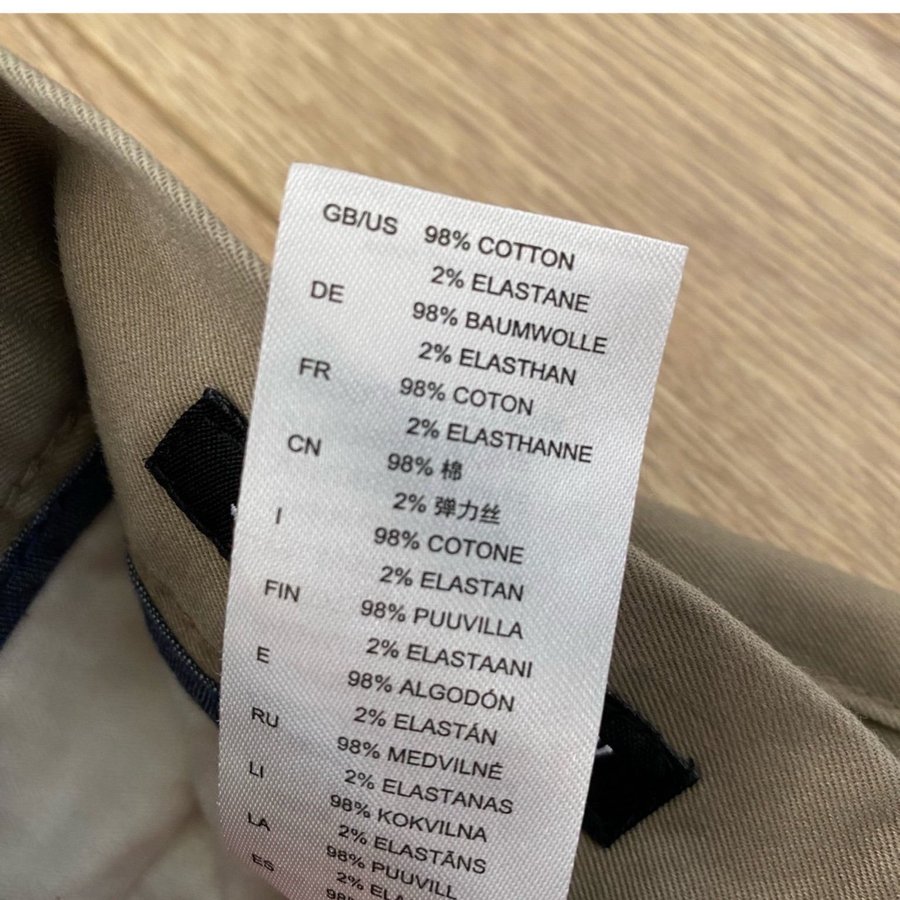 GB/US 98% COTTON
2% ELASTANE
DE 98% BAUMWOLLE
2% ELASTHAN
FR 98% COTON
2% ELASTHANNE
CN 98% 棉
2% 弹力丝
I 98% COTONE
2% ELASTAN
FIN 98% PUUVILLA
2% ELASTAANI
E 98% ALGODÓN
2% ELASTÁN
RU 98% MEDVILNĖ
2% ELASTANAS
LI 98% KOKVILNA
2% ELASTĀNS
LA 98% PUUVILL
2%
ES